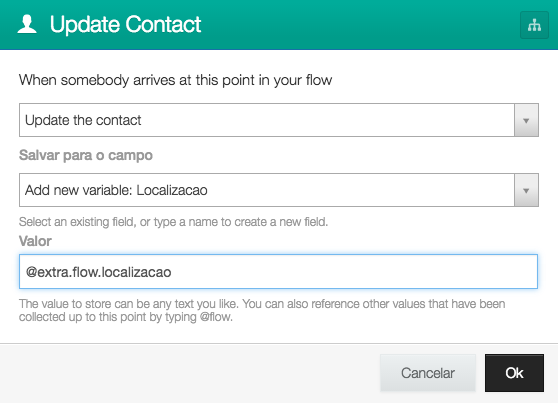 Update Contact
When somebody arrives at this point in your flow
Update the contact
Salvar para o campo
Add new variable: Localizacao
Select an existing field, or type a name to create a new field.
Valor
@extra.flow.localizacao
The value to store can be any text you like. You can also reference other values that have been
collected up to this point by typing @flow.
Cancelar
Ok